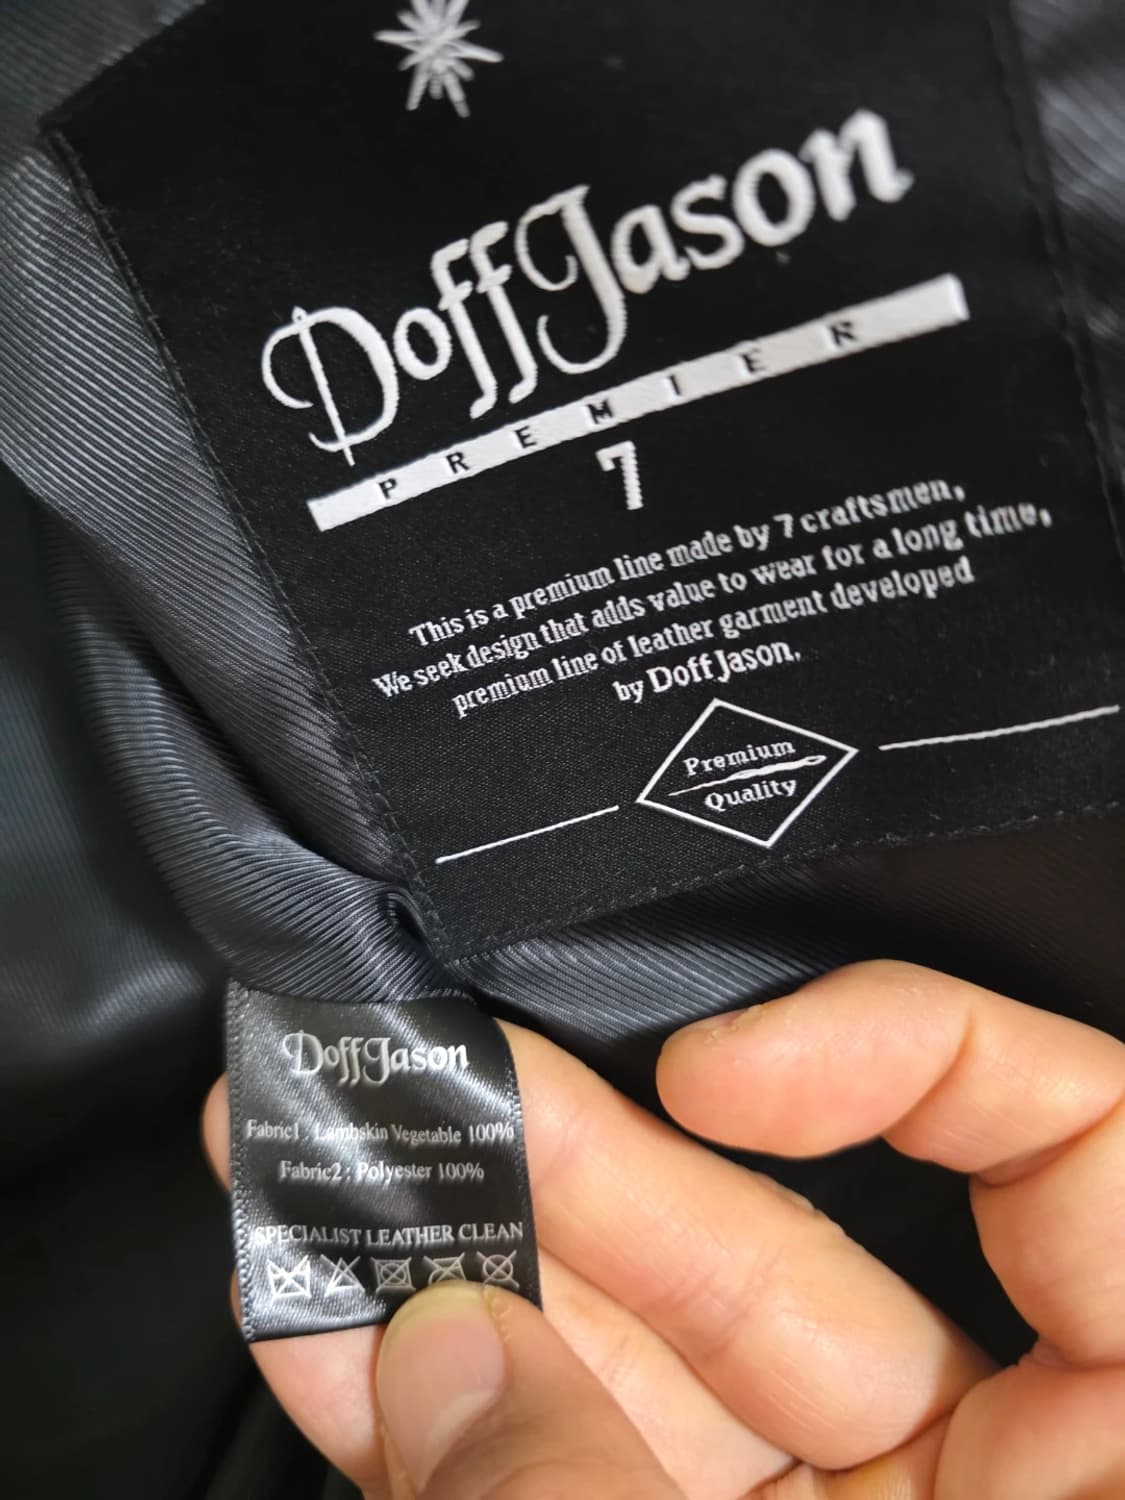 DoffJason
PREMIER
7
This is a premium line made by 7 craftsmen,
We seek design that adds value to wear for a long time,
premium line of leather garment developed
by DoffJason,
Premium
Quality
DoffJason
Fabric1 : Lambskin Vegetable 100%
Fabric2 : Polyester 100%
SPECIALIST LEATHER CLEAN